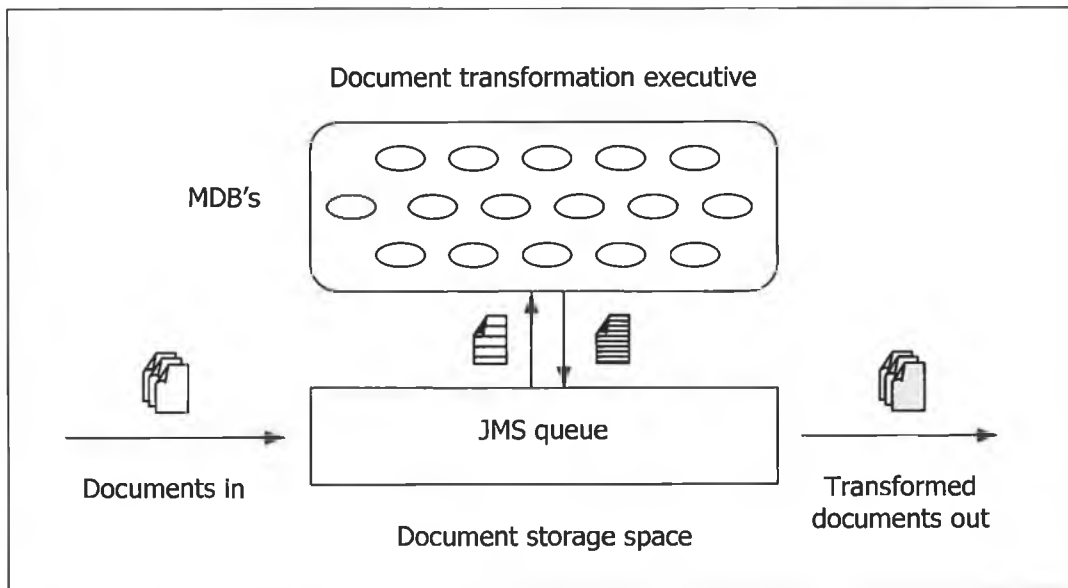 Document transformation executive
MDB's
JMS queue
Documents in
Transformed
documents out
Document storage space